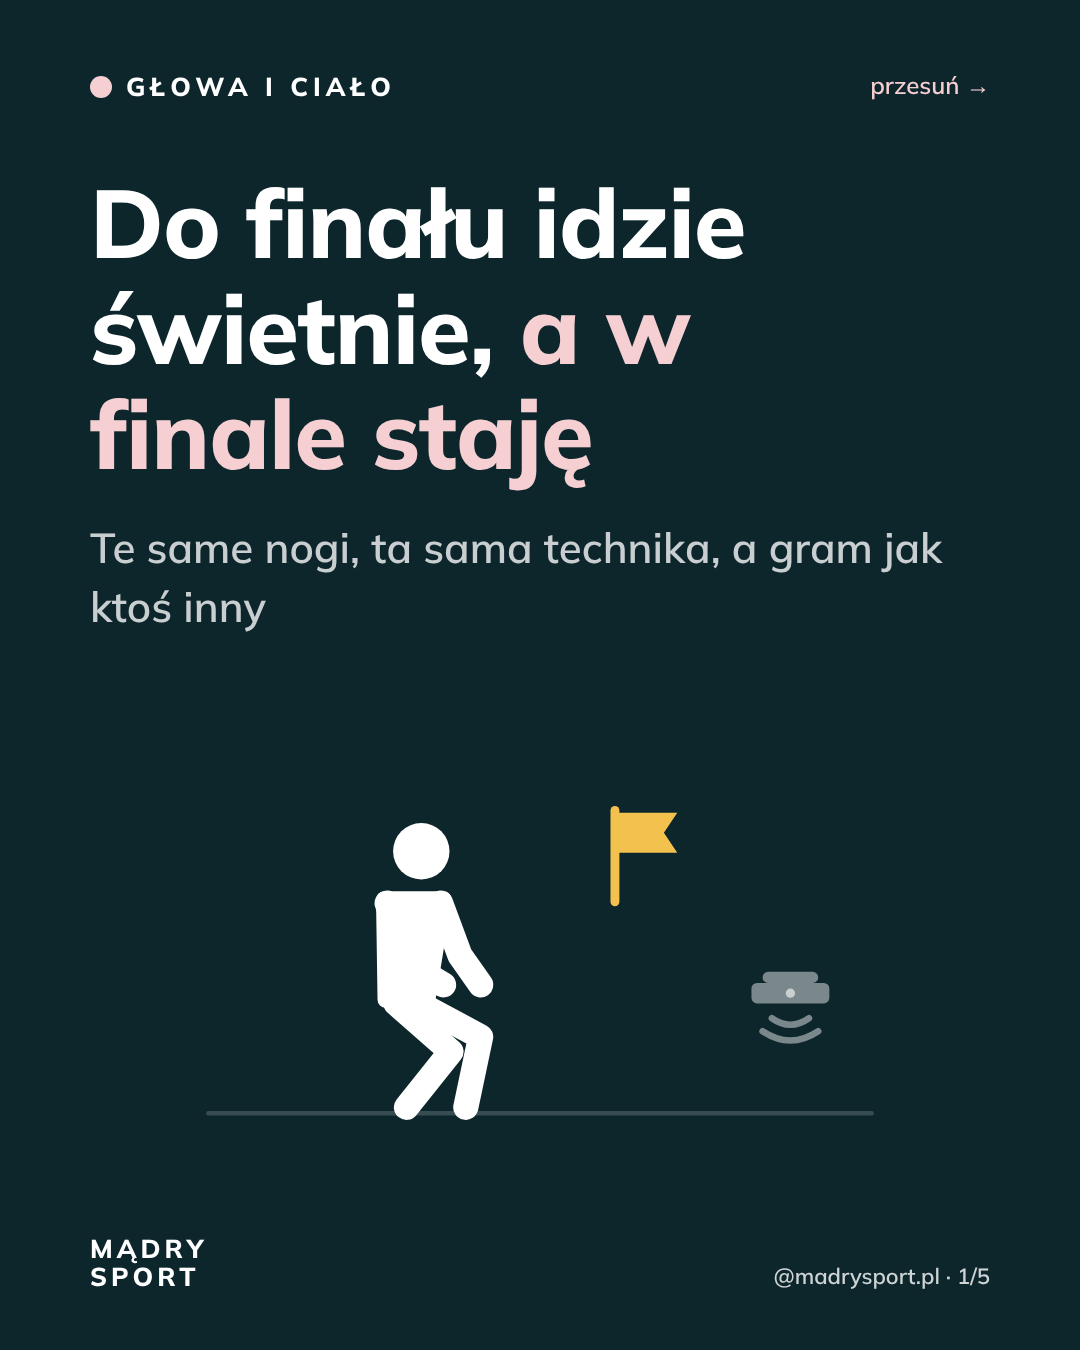 GŁOWA I CIAŁO
przesuń →
Do finału idzie
świetnie, a w
finale staję
Te same nogi, ta sama technika, a gram jak
ktoś inny
MĄDRY
SPORT
@madrysport.pl · 1/5